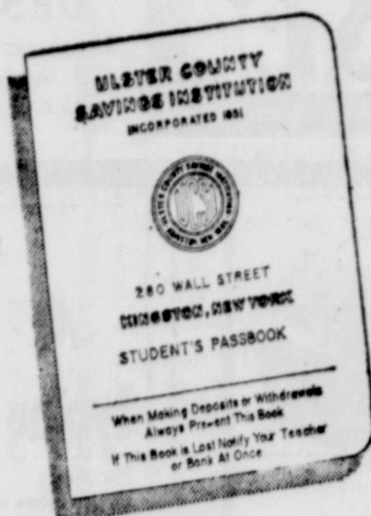 ULSTER COUNTY
SAVINGS INSTITUTION
INCORPORATED 1851
280 WALL STREET
KINGSTON, NEW YORK
STUDENT'S PASSBOOK
When Making Deposits or Withdrawals
Always Present This Book
If This Book is Lost Notify Your Teacher
or Bank At Once